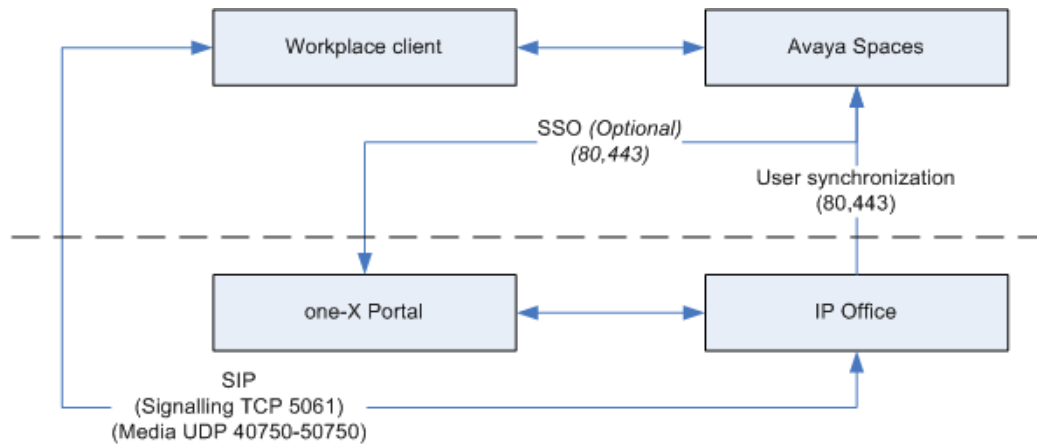 Workplace client
Avaya Spaces
SSO (Optional)
(80,443)
User synchronization
(80,443)
one-X Portal
IP Office
SIP
(Signalling TCP 5061)
(Media UDP 40750-50750)